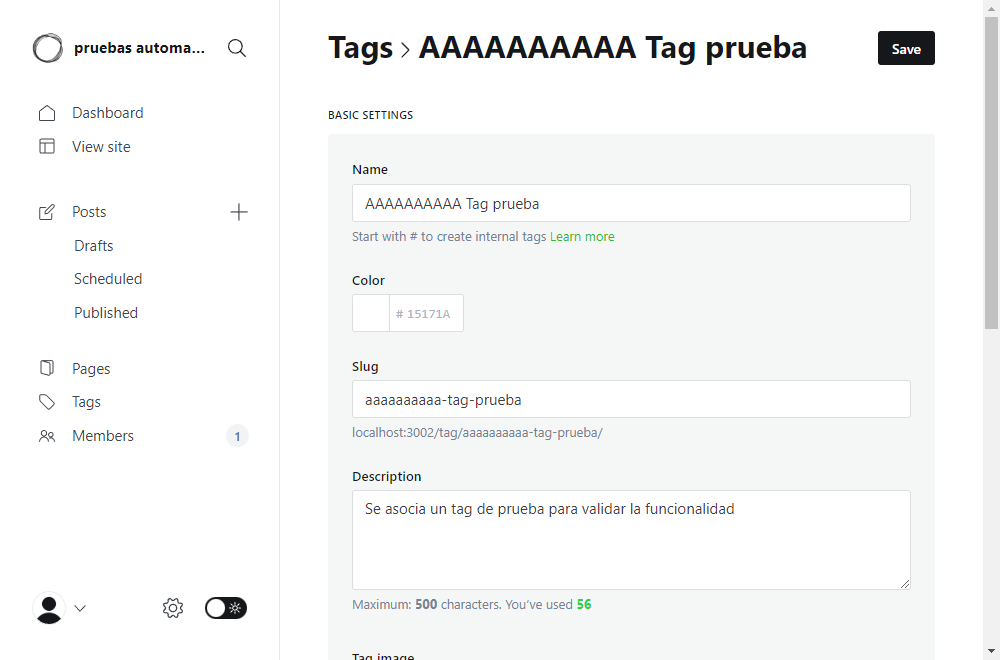 pruebas automa...
Dashboard
View site
Posts
Drafts
Scheduled
Published
Pages
Tags
Members 1
Tags > AAAAAAAAAA Tag prueba
Save
BASIC SETTINGS
Name
AAAAAAAAAA Tag prueba
Start with # to create internal tags Learn more
Color
# 15171A
Slug
aaaaaaaaaa-tag-prueba
localhost:3002/tag/aaaaaaaaaa-tag-prueba/
Description
Se asocia un tag de prueba para validar la funcionalidad
Maximum: 500 characters. You’ve used 56
Tag image